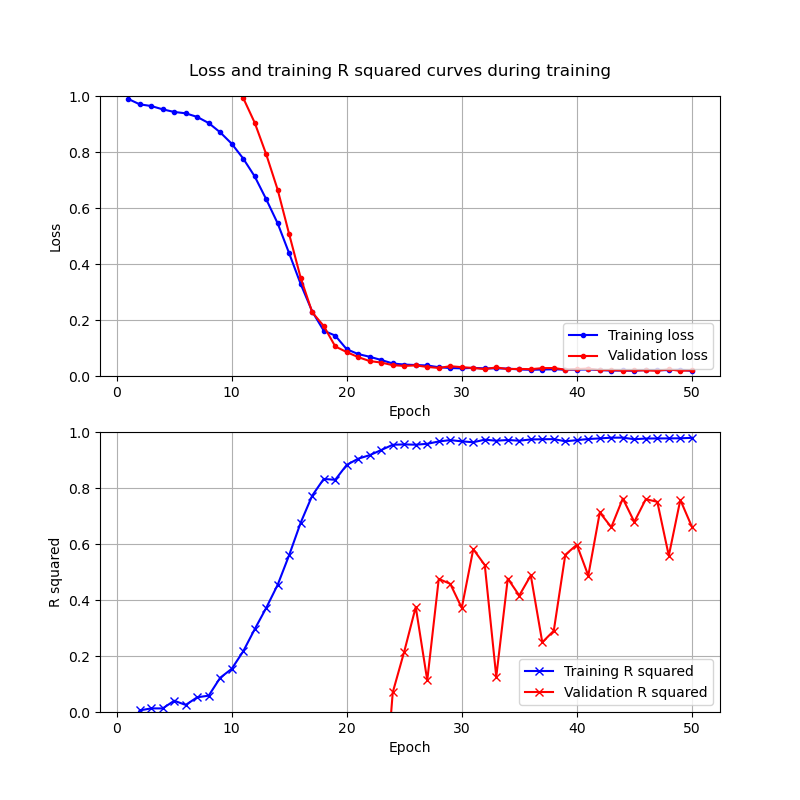 Loss and training R squared curves during training
1.0
0.8
0.6
0.4
0.2
0.0
Loss
Training loss
Validation loss
0 10 20 30 40 50
Epoch
1.0
0.8
0.6
0.4
0.2
0.0
R squared
Training R squared
Validation R squared
0 10 20 30 40 50
Epoch